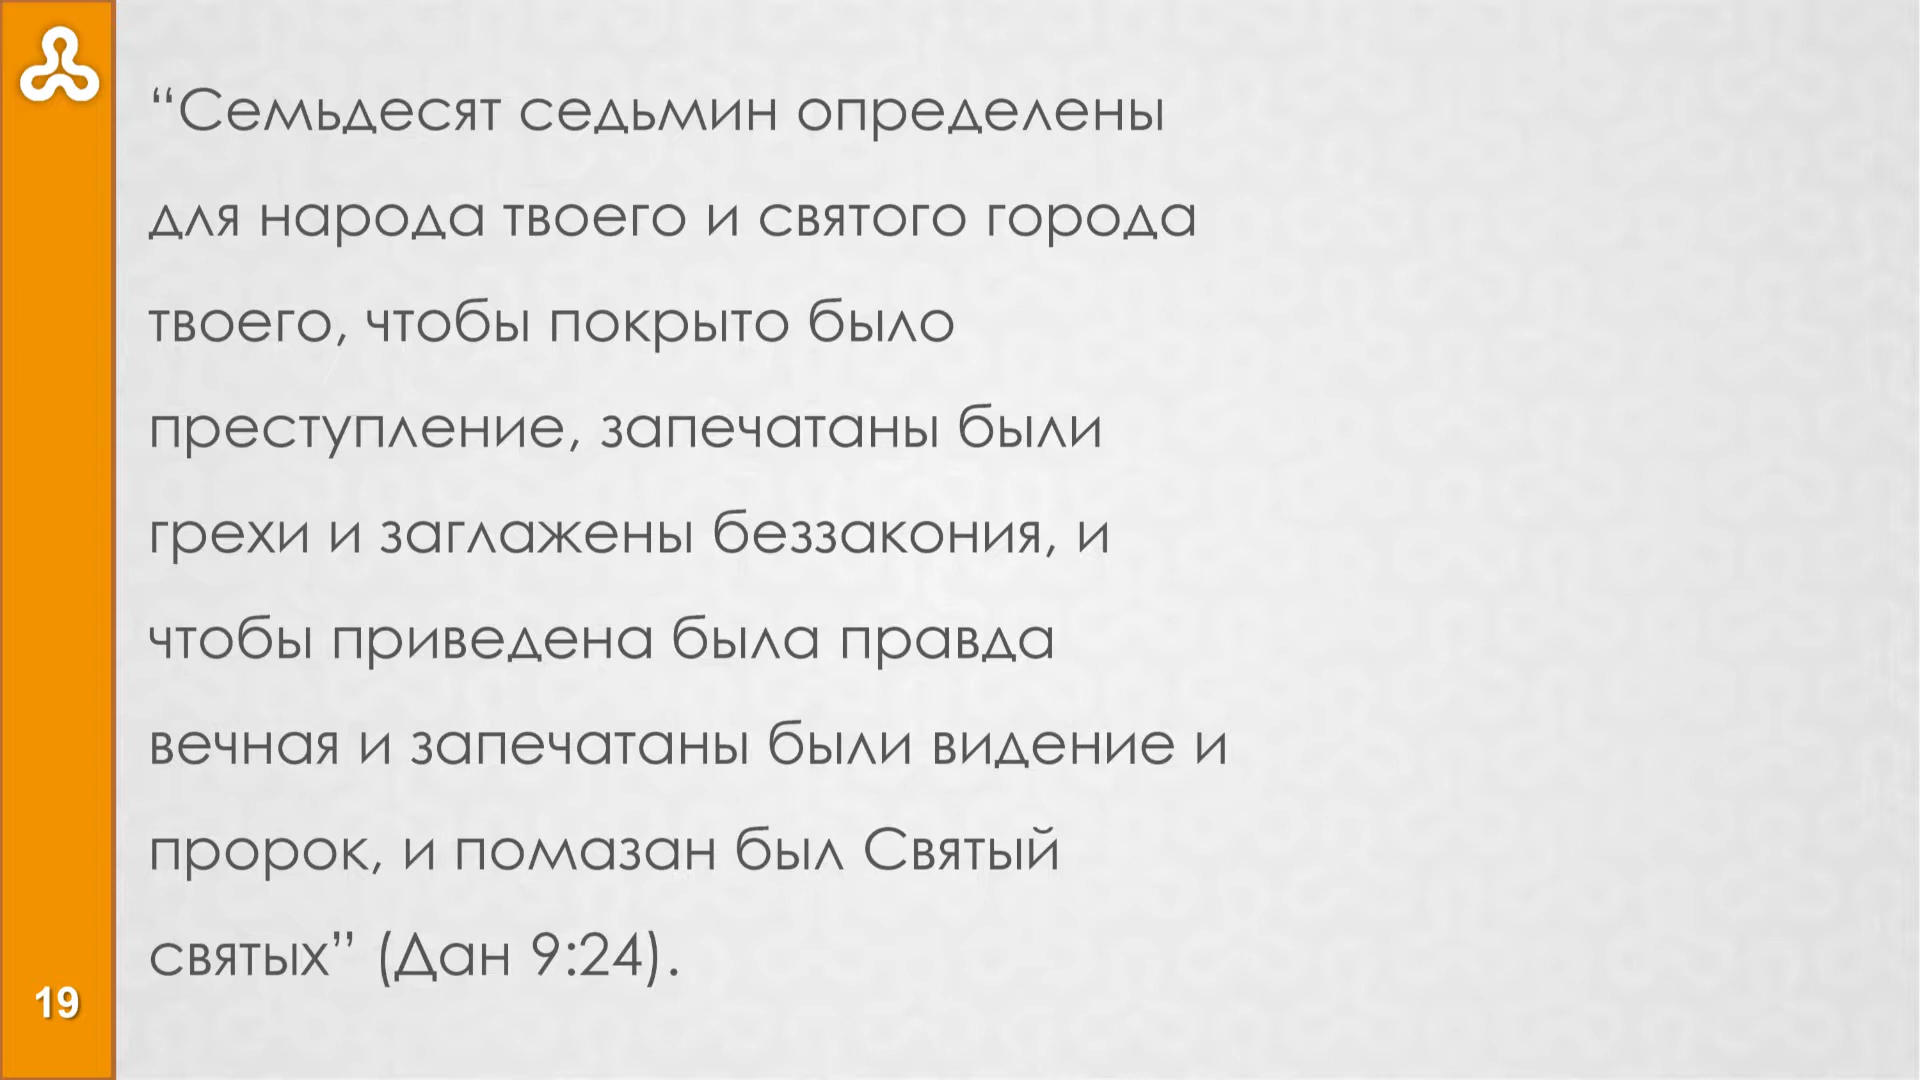 “Семьдесят седьмин определены
для народа твоего и святого города
твоего, чтобы покрыто было
преступление, запечатаны были
грехи и заглажены беззакония, и
чтобы приведена была правда
вечная и запечатаны были видение и
пророк, и помазан был Святый
святых” (Дан 9:24).
19